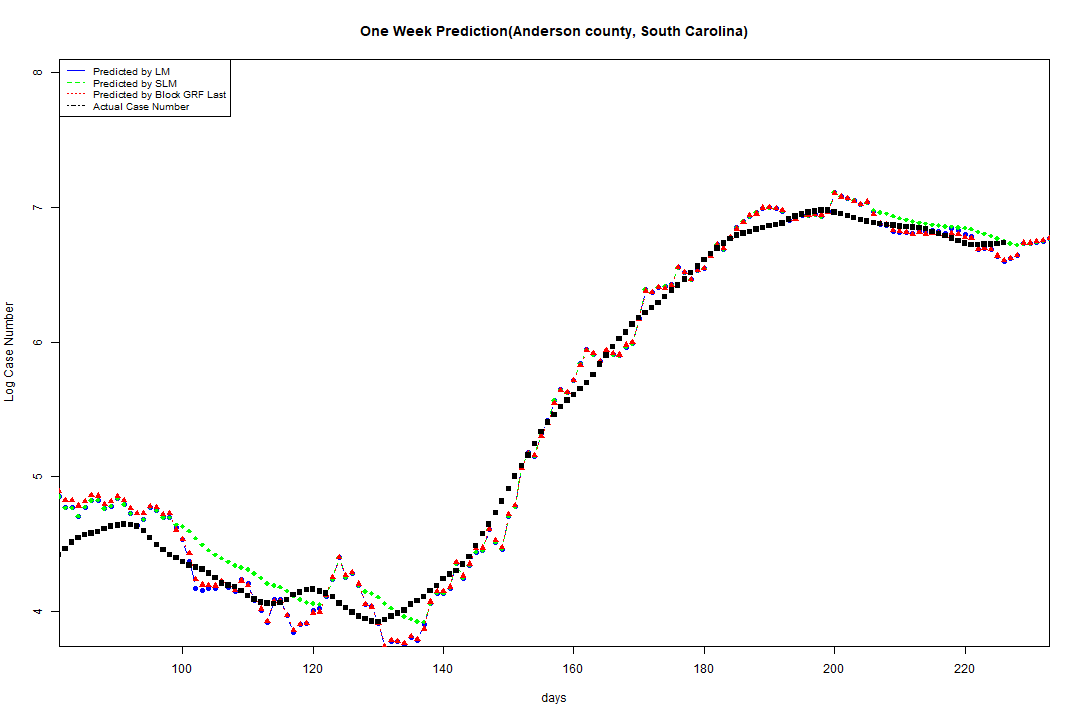 One Week Prediction(Anderson county, South Carolina)
Predicted by LM
Predicted by SLM
Predicted by Block GRF Last
Actual Case Number
8
7
6
5
4
Log Case Number
100 120 140 160 180 200 220
days